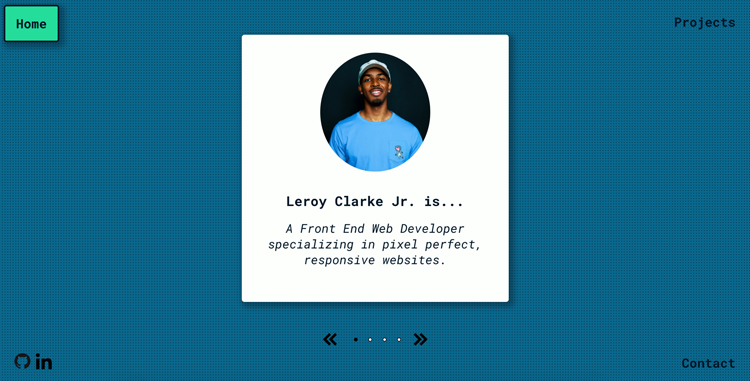 Home
Projects
Leroy Clarke Jr. is...
A Front End Web Developer
specializing in pixel perfect,
responsive websites.
in
Contact